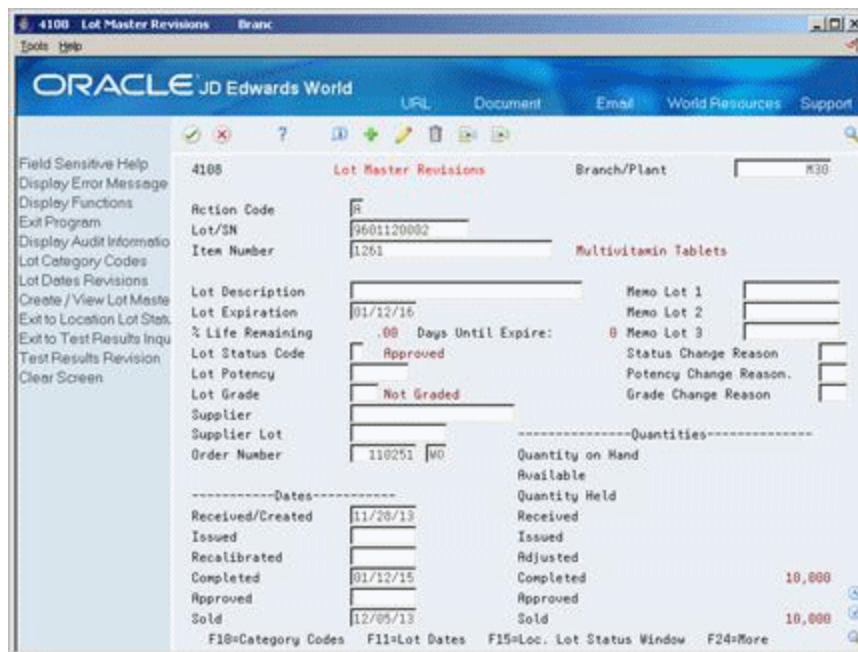 4108 Lot Master Revisions Branc
Tools Help
ORACLE JD Edwards World
URL Document Email World Resources Support
Field Sensitive Help
Display Error Message
Display Functions
Exit Program
Display Audit Informatio
Lot Category Codes
Lot Dates Revisions
Create / View Lot Maste
Exit to Location Lot Statu
Exit to Test Results Inqu
Test Results Revision
Clear Screen
4108 Lot Master Revisions Branch/Plant M30
Action Code A
Lot/SN 9601120002
Item Number 1261 Multivitamin Tablets
Lot Description Memo Lot 1
Lot Expiration 01/12/16 Memo Lot 2
% Life Remaining .00 Days Until Expire: 0 Memo Lot 3
Lot Status Code Approved Status Change Reason
Lot Potency Potency Change Reason.
Lot Grade Not Graded Grade Change Reason
Supplier
Supplier Lot ---------------Quantities--------------
Order Number 110251 WO Quantity on Hand
Available
-----------Dates----------- Quantity Held
Received/Created 11/28/13 Received
Issued Issued
Recalibrated Adjusted
Completed 01/12/15 Completed 10,000
Approved Approved
Sold 12/05/13 Sold 10,000
F10=Category Codes F11=Lot Dates F15=Loc. Lot Status Window F24=More